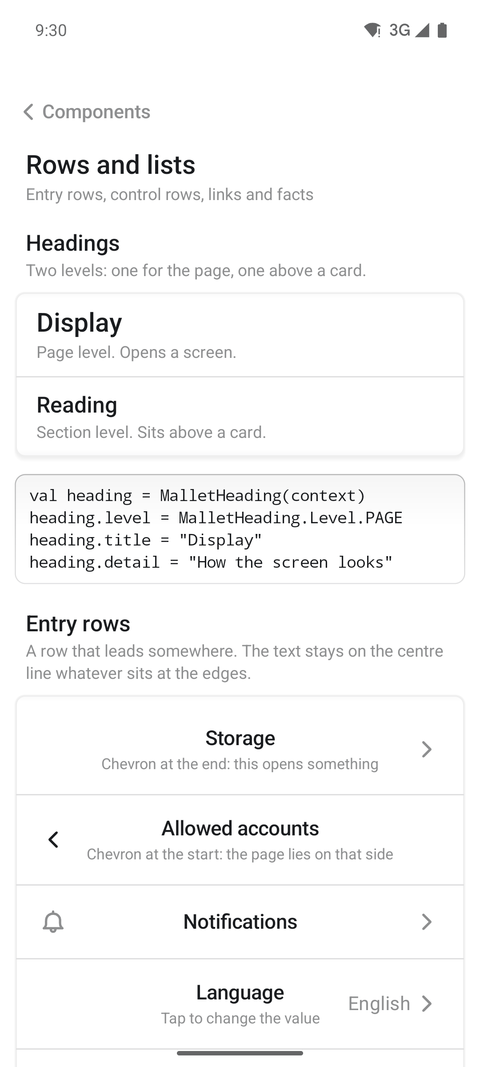 9:30
3G
Components
Rows and lists
Entry rows, control rows, links and facts
Headings
Two levels: one for the page, one above a card.
Display
Page level. Opens a screen.
Reading
Section level. Sits above a card.
val heading = MalletHeading(context)
heading.level = MalletHeading.Level.PAGE
heading.title = "Display"
heading.detail = "How the screen looks"
Entry rows
A row that leads somewhere. The text stays on the centre
line whatever sits at the edges.
Storage
Chevron at the end: this opens something
Allowed accounts
Chevron at the start: the page lies on that side
Notifications
Language
English
Tap to change the value